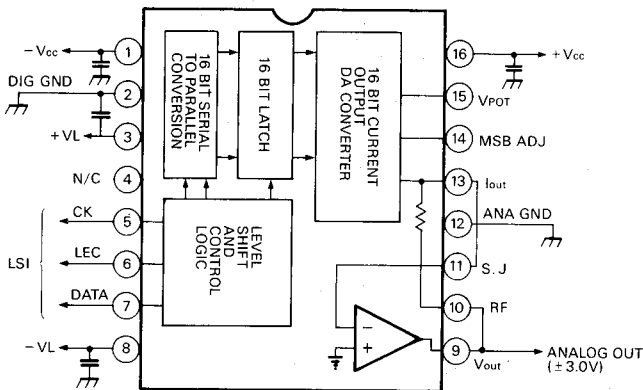 -Vcc 1
DIG GND 2
+VL 3
N/C 4
CK 5
LSI
LEC 6
DATA 7
-VL 8
16 BIT SERIAL
TO PARALLEL
CONVERSION
16 BIT LATCH
16 BIT CURRENT
OUTPUT
DA CONVERTER
LEVEL
SHIFT
AND
CONTROL
LOGIC
-
+
16 +Vcc
15 VPOT
14 MSB ADJ
13 Iout
12 ANA GND
11 S.J
10 RF
9 Vout
ANALOG OUT
(±3.0V)